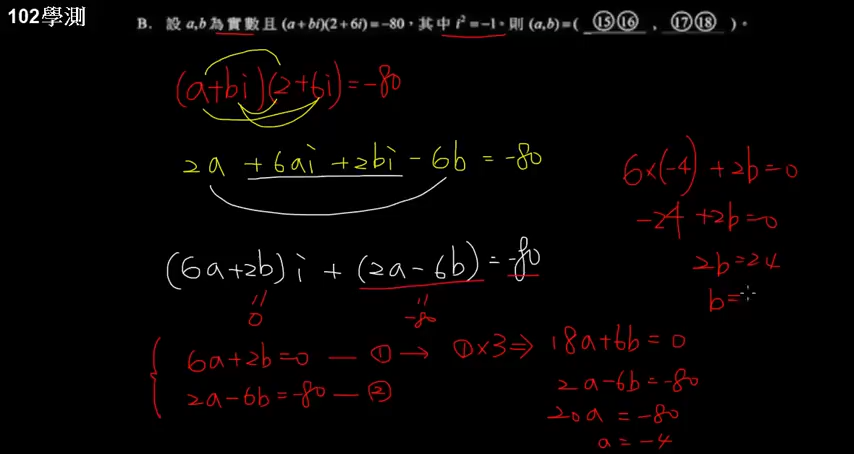 102學測
B. 設 a,b 為實數且 (a+bi)(2+6i)=-80，其中 i²=-1。則 (a,b)=( ⑮⑯ , ⑰⑱ )。
(a+bi)(2+6i)=-80
2a+6ai+2bi-6b=-80
(6a+2b)i+(2a-6b)=-80
=0
=-80
6a+2b=0 — ① → ①×3⇒ 18a+6b=0
2a-6b=-80 — ②
2a-6b=-80
20a=-80
a=-4
6×(-4)+2b=0
-24+2b=0
2b=24
b=